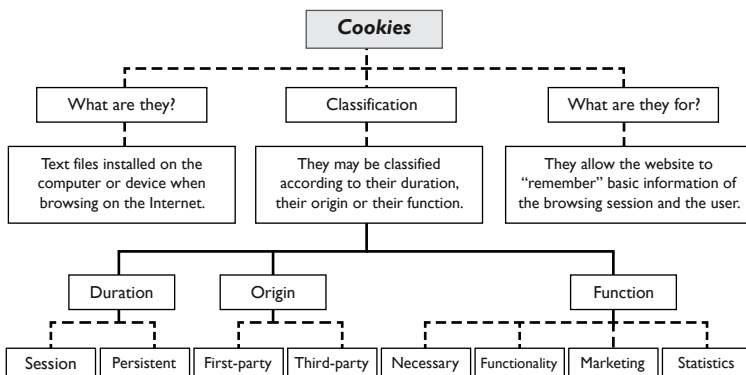 Cookies
What are they?
Classification
What are they for?
Text files installed on the
computer or device when
browsing on the Internet.
They may be classified
according to their duration,
their origin or their function.
They allow the website to
“remember” basic information of
the browsing session and the user.
Duration
Origin
Function
Session
Persistent
First-party
Third-party
Necessary
Functionality
Marketing
Statistics